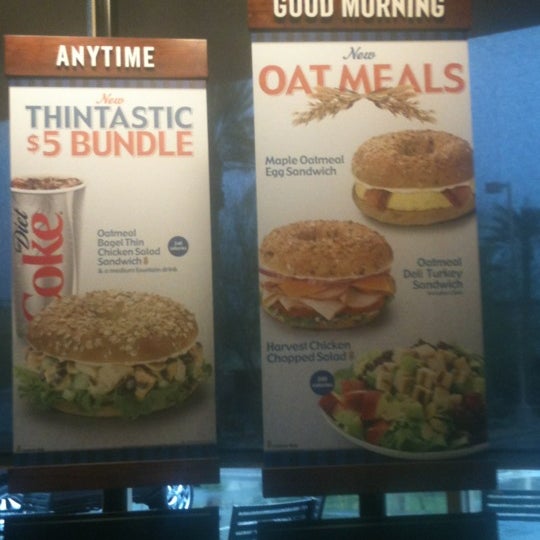 ANYTIME
New
THINTASTIC
$5 BUNDLE
Diet
Coke
Oatmeal
Bagel Thin
Chicken Salad
Sandwich
& a medium fountain drink
GOOD MORNING
New
OATMEALS
Maple Oatmeal
Egg Sandwich
Oatmeal
Deli Turkey
Sandwich
Harvest Chicken
Chopped Salad
calories